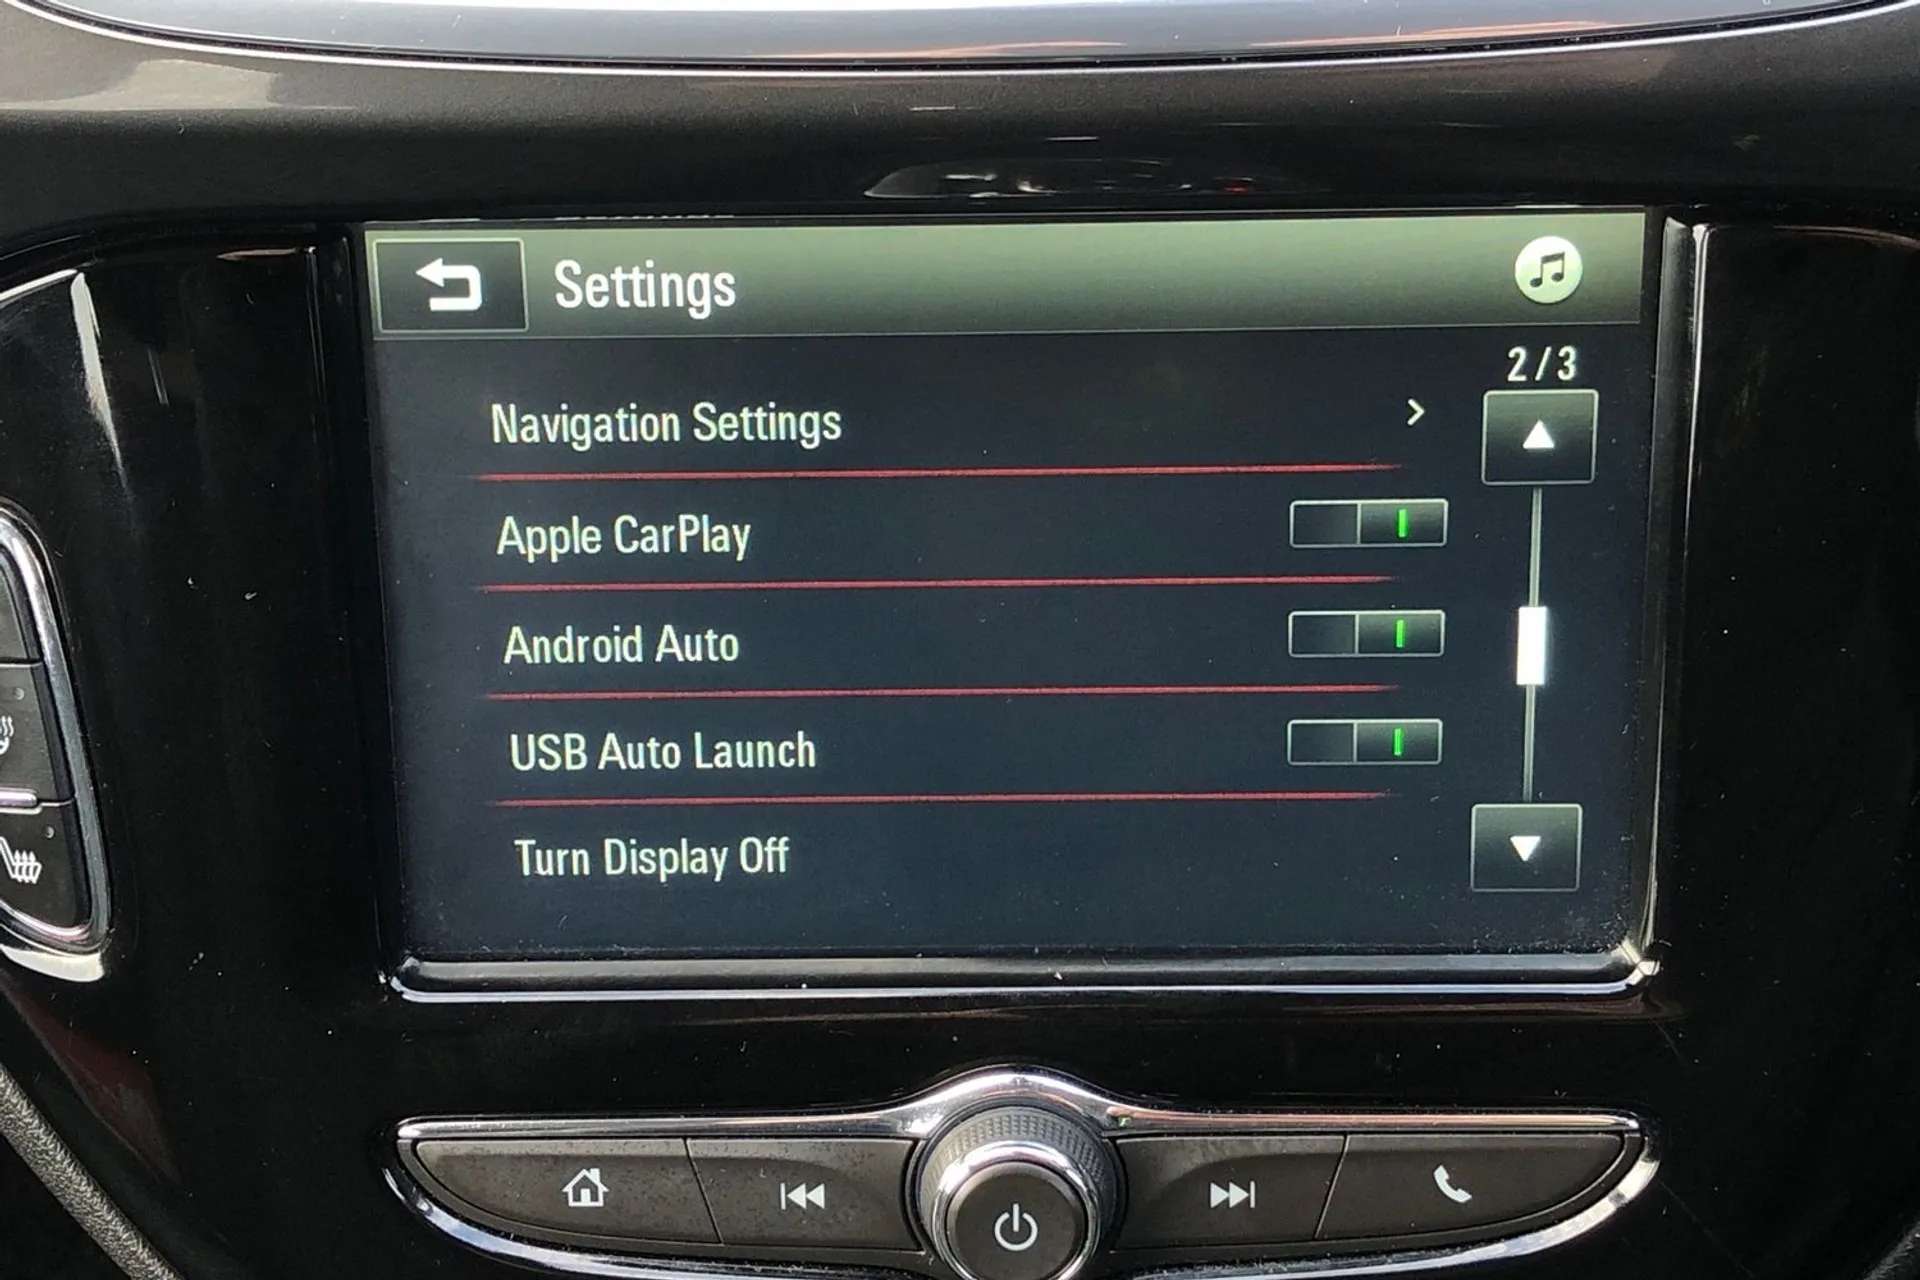 Settings
2/3
Navigation Settings
Apple CarPlay
Android Auto
USB Auto Launch
Turn Display Off